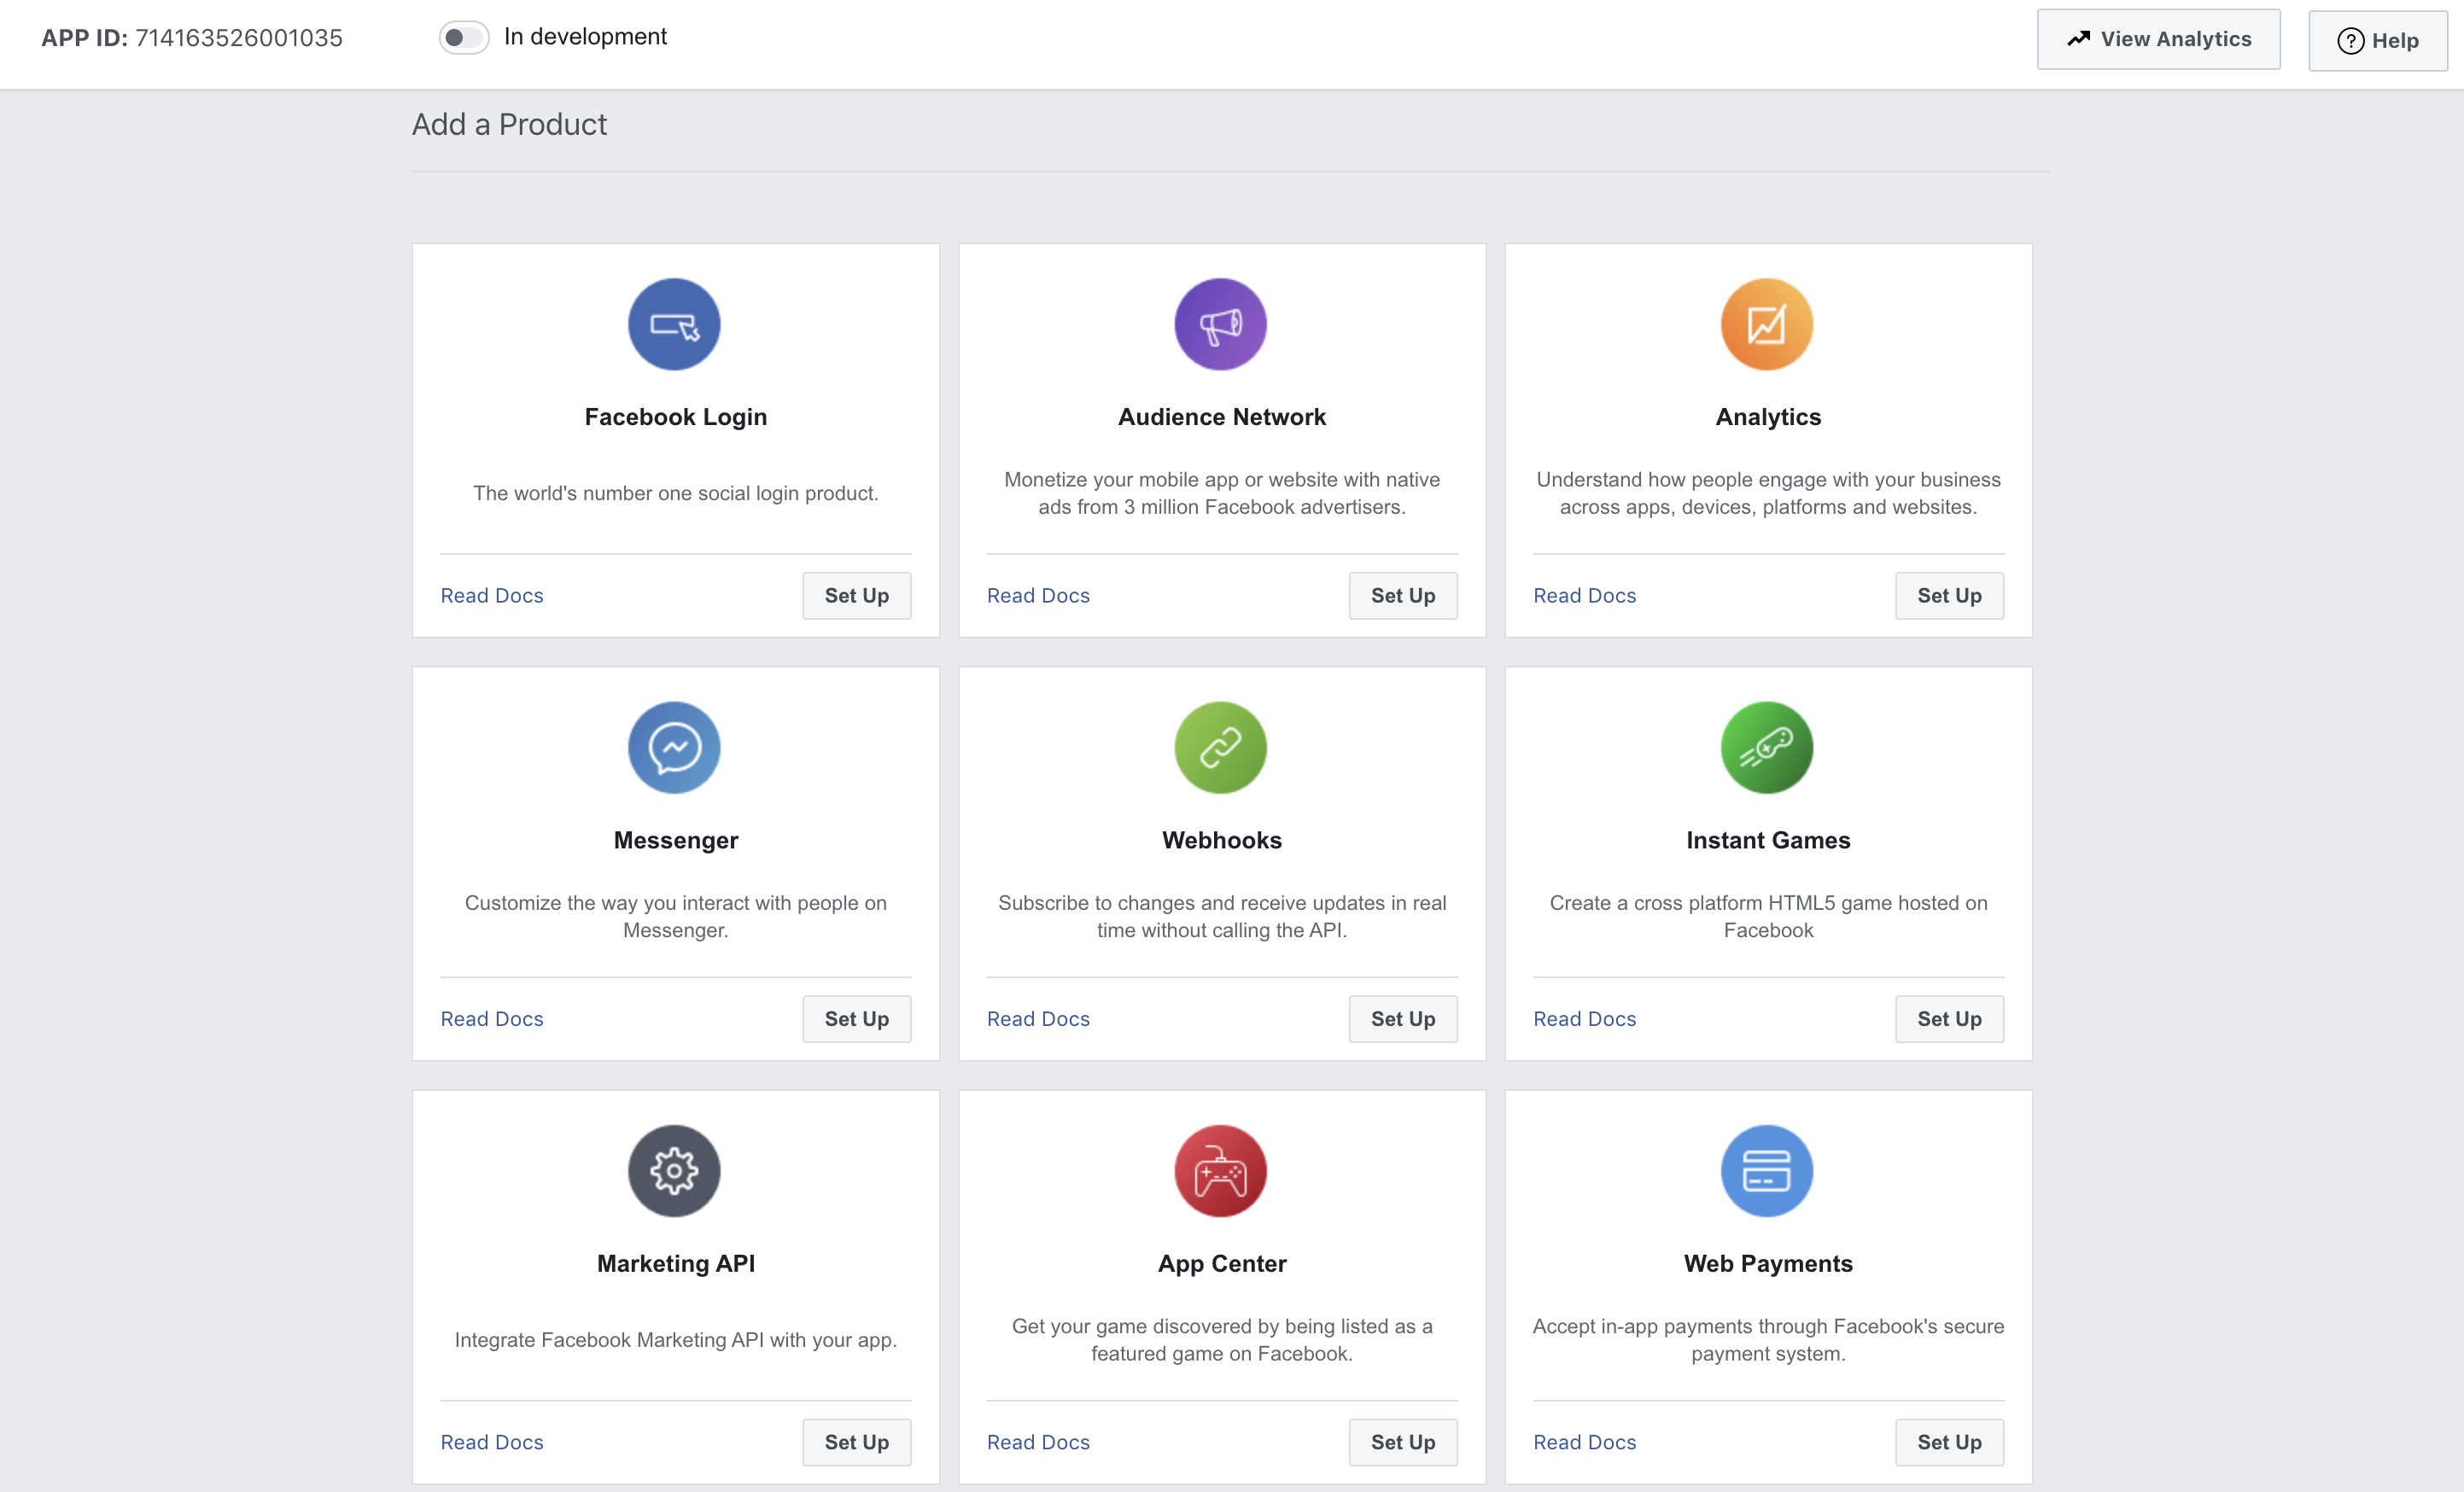 APP ID: 714163526001035
In development
View Analytics
? Help
Add a Product
Facebook Login
The world's number one social login product.
Read Docs
Set Up
Audience Network
Monetize your mobile app or website with native
ads from 3 million Facebook advertisers.
Read Docs
Set Up
Analytics
Understand how people engage with your business
across apps, devices, platforms and websites.
Read Docs
Set Up
Messenger
Customize the way you interact with people on
Messenger.
Read Docs
Set Up
Webhooks
Subscribe to changes and receive updates in real
time without calling the API.
Read Docs
Set Up
Instant Games
Create a cross platform HTML5 game hosted on
Facebook
Read Docs
Set Up
Marketing API
Integrate Facebook Marketing API with your app.
Read Docs
Set Up
App Center
Get your game discovered by being listed as a
featured game on Facebook.
Read Docs
Set Up
Web Payments
Accept in-app payments through Facebook's secure
payment system.
Read Docs
Set Up